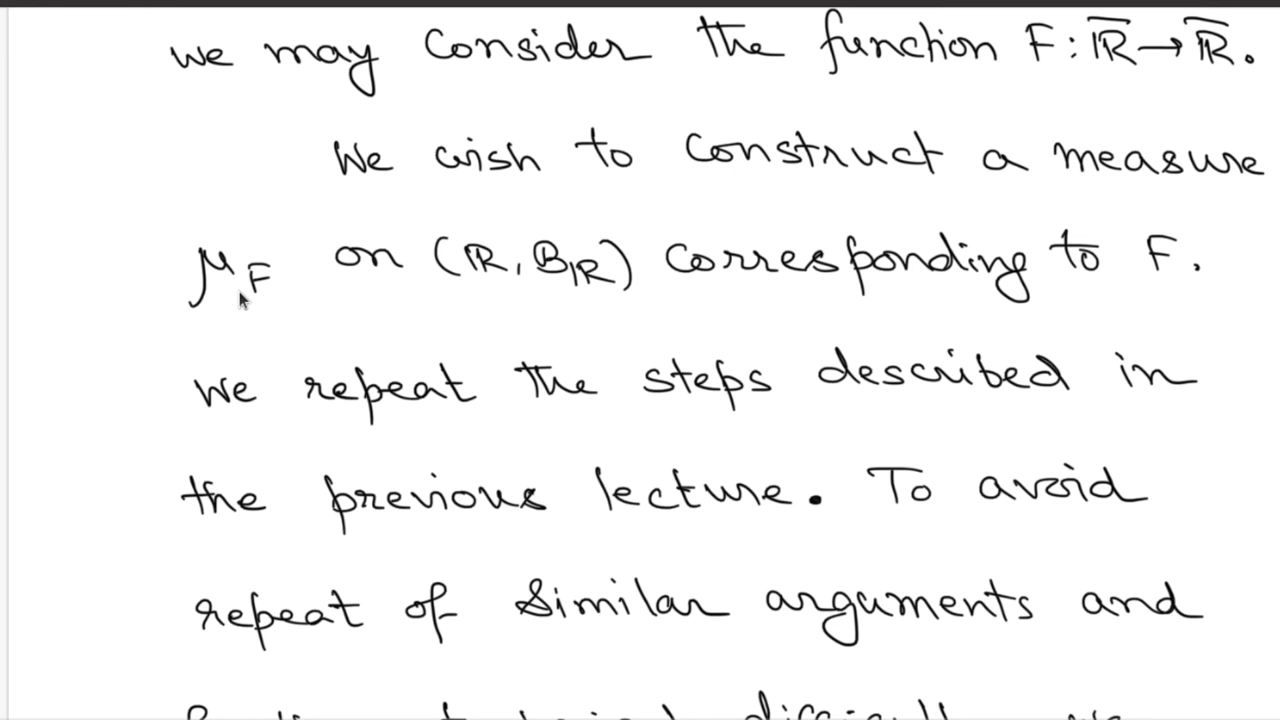 we may consider the function F: ℝ̅ → ℝ̅.
We wish to construct a measure
μ_F on (ℝ, B_ℝ) corresponding to F.
We repeat the steps described in
the previous lecture. To avoid
repeat of similar arguments and